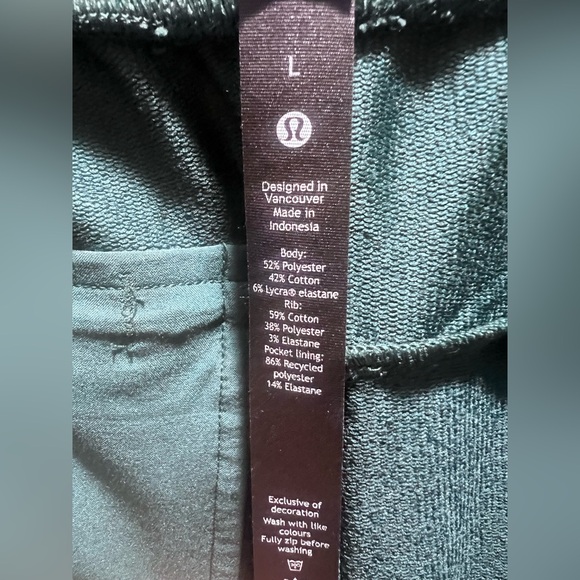 L
Designed in
Vancouver
Made in
Indonesia
Body:
52% Polyester
42% Cotton
6% Lycra® elastane
Rib:
59% Cotton
38% Polyester
3% Elastane
Pocket lining:
86% Recycled
polyester
14% Elastane
Exclusive of
decoration
Wash with like
colours
Fully zip before
washing